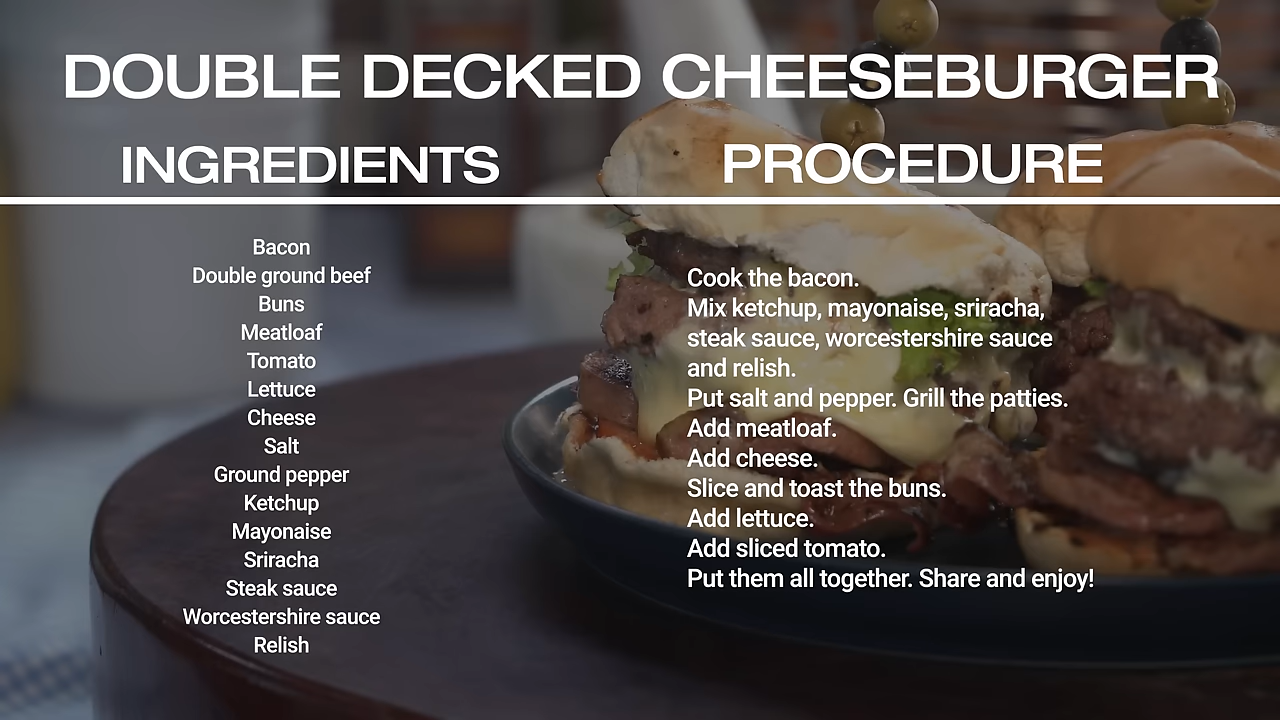 DOUBLE DECKED CHEESEBURGER
INGREDIENTS
Bacon
Double ground beef
Buns
Meatloaf
Tomato
Lettuce
Cheese
Salt
Ground pepper
Ketchup
Mayonaise
Sriracha
Steak sauce
Worcestershire sauce
Relish
PROCEDURE
Cook the bacon.
Mix ketchup, mayonaise, sriracha,
steak sauce, worcestershire sauce
and relish.
Put salt and pepper. Grill the patties.
Add meatloaf.
Add cheese.
Slice and toast the buns.
Add lettuce.
Add sliced tomato.
Put them all together. Share and enjoy!